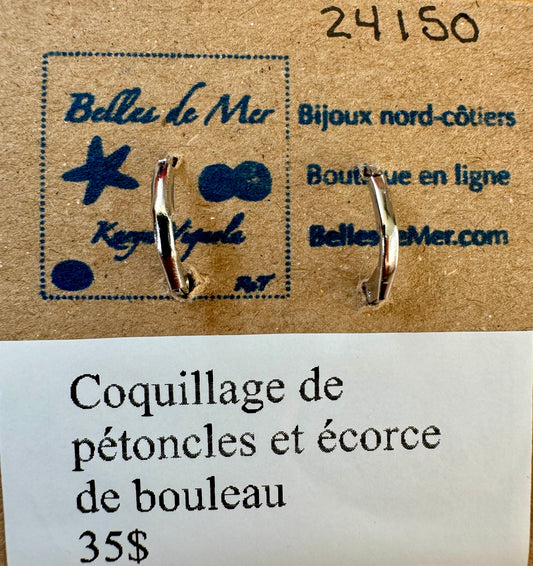 24150
Belles de Mer
Bijoux nord-côtiers
Boutique en ligne
BellesdeMer.com
Coquillage de
pétoncles et écorce
de bouleau
35$